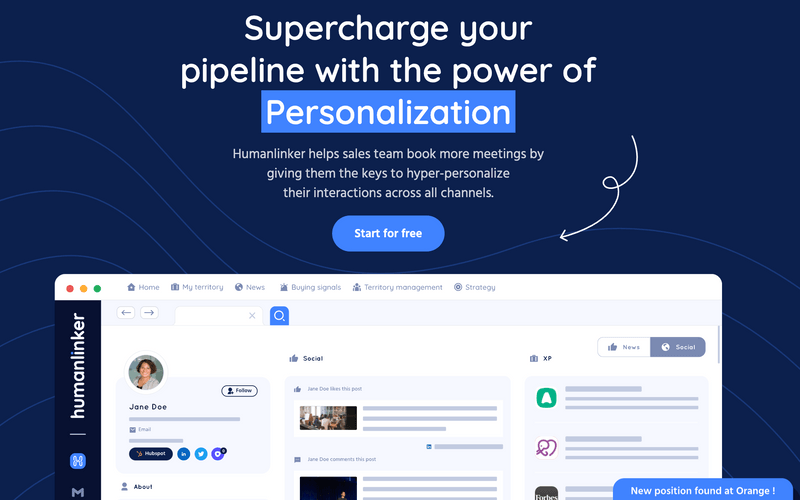 Supercharge your
pipeline with the power of
Personalization
Humanlinker helps sales team book more meetings by
giving them the keys to hyper-personalize
their interactions across all channels.
Start for free
Home
My territory
News
Buying signals
Territory management
Strategy
humanlinker
News
Social
Follow
Jane Doe
Email
Hubspot
About
Social
Jane Doe likes this post
Jane Doe comments this post
XP
Forbes
New position found at Orange !